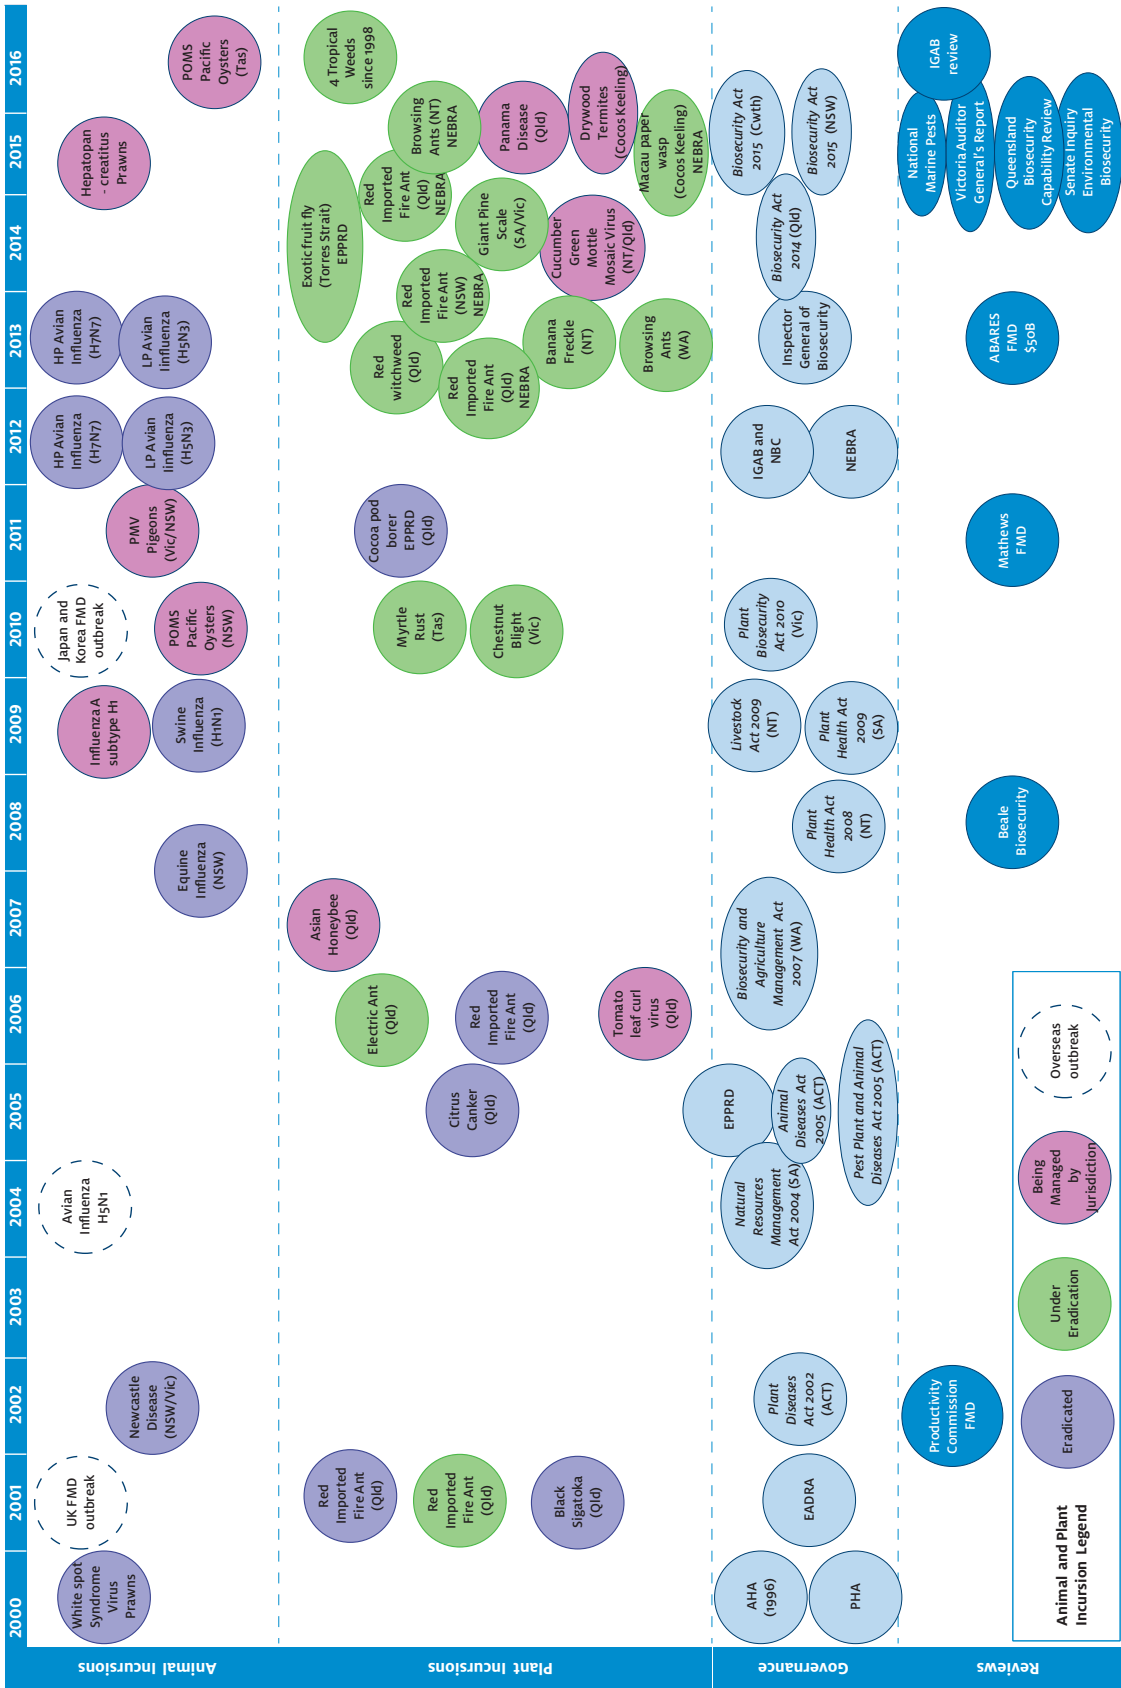 2000
2001
2002
2003
2004
2005
2006
2007
2008
2009
2010
2011
2012
2013
2014
2015
2016
Animal Incursions
White spot
Syndrome
Virus
Prawns
UK FMD
outbreak
Newcastle
Disease
(NSW/Vic)
Avian
Influenza
H5N1
Equine
Influenza
(NSW)
Influenza A
subtype H1
Swine
Influenza
(H1N1)
Japan and
Korea FMD
outbreak
POMS
Pacific
Oysters
(NSW)
PMV
Pigeons
(Vic/NSW)
HP Avian
Influenza
(H7N7)
LP Avian
Iinfluenza
(H5N3)
HP Avian
Influenza
(H7N7)
LP Avian
Iinfluenza
(H5N3)
Hepatopan
- creatitus
Prawns
POMS
Pacific
Oysters
(Tas)
Plant Incursions
Red
Imported
Fire Ant
(Qld)
Red
Imported
Fire Ant
(Qld)
Black
Sigatoka
(Qld)
Citrus
Canker
(Qld)
Electric Ant
(Qld)
Red
Imported
Fire Ant
(Qld)
Tomato
leaf curl
virus
(Qld)
Asian
Honeybee
(Qld)
Myrtle
Rust
(Tas)
Chestnut
Blight
(Vic)
Cocoa pod
borer
EPPRD
(Qld)
Red
witchweed
(Qld)
Red
Imported
Fire Ant
(Qld)
NEBRA
Banana
Freckle
(NT)
Browsing
Ants
(WA)
Exotic fruit fly
(Torres Strait)
EPPRD
Red
Imported
Fire Ant
(NSW)
NEBRA
Red
Imported
Fire Ant
(Qld)
NEBRA
Giant Pine
Scale
(SA/Vic)
Cucumber
Green
Mottle
Mosaic Virus
(NT/Qld)
4 Tropical
Weeds
since 1998
Browsing
Ants (NT)
NEBRA
Panama
Disease
(Qld)
Drywood
Termites
(Cocos Keeling)
Macau paper
wasp
(Cocos Keeling)
NEBRA
Governance
AHA
(1996)
PHA
EADRA
Plant
Diseases
Act 2002
(ACT)
Natural
Resources
Management
Act 2004 (SA)
EPPRD
Animal
Diseases Act
2005 (ACT)
Pest Plant and Animal
Diseases Act 2005 (ACT)
Biosecurity and
Agriculture
Management Act
2007 (WA)
Plant
Health Act
2008
(NT)
Livestock
Act 2009
(NT)
Plant
Health Act
2009
(SA)
Plant
Biosecurity
Act 2010
(Vic)
IGAB and
NBC
NEBRA
Inspector
General of
Biosecurity
Biosecurity Act
2014 (Qld)
Biosecurity Act
2015 (Cwth)
Biosecurity Act
2015 (NSW)
Reviews
Productivity
Commission
FMD
Beale
Biosecurity
Mathews
FMD
ABARES
FMD
$50B
National
Marine Pests
Victoria Auditor
General's Report
Queensland
Biosecurity
Capability Review
Senate Inquiry
Environmental
Biosecurity
IGAB
review
Animal and Plant
Incursion Legend
Eradicated
Under
Eradication
Being
Managed
by
Jurisdiction
Overseas
outbreak